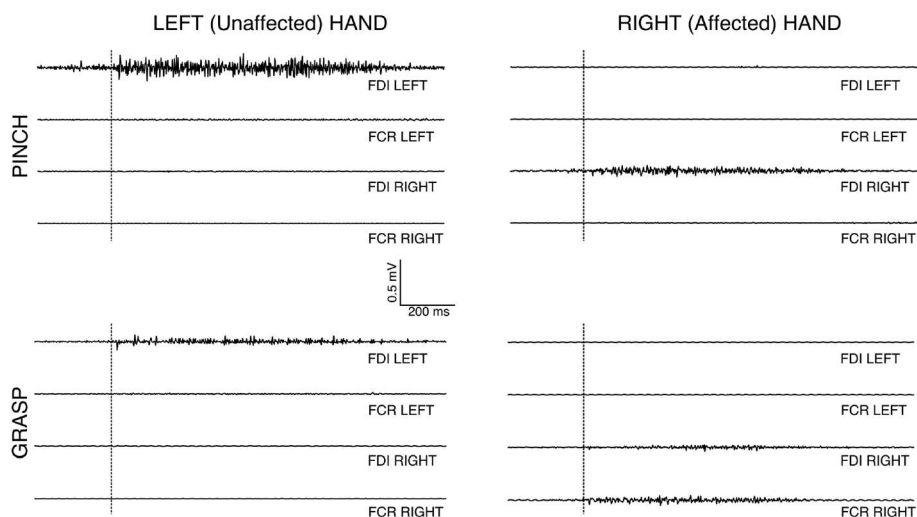 LEFT (Unaffected) HAND
RIGHT (Affected) HAND
PINCH
FDI LEFT
FCR LEFT
FDI RIGHT
FCR RIGHT
FDI LEFT
FCR LEFT
FDI RIGHT
FCR RIGHT
0.5 mV
200 ms
GRASP
FDI LEFT
FCR LEFT
FDI RIGHT
FCR RIGHT
FDI LEFT
FCR LEFT
FDI RIGHT
FCR RIGHT